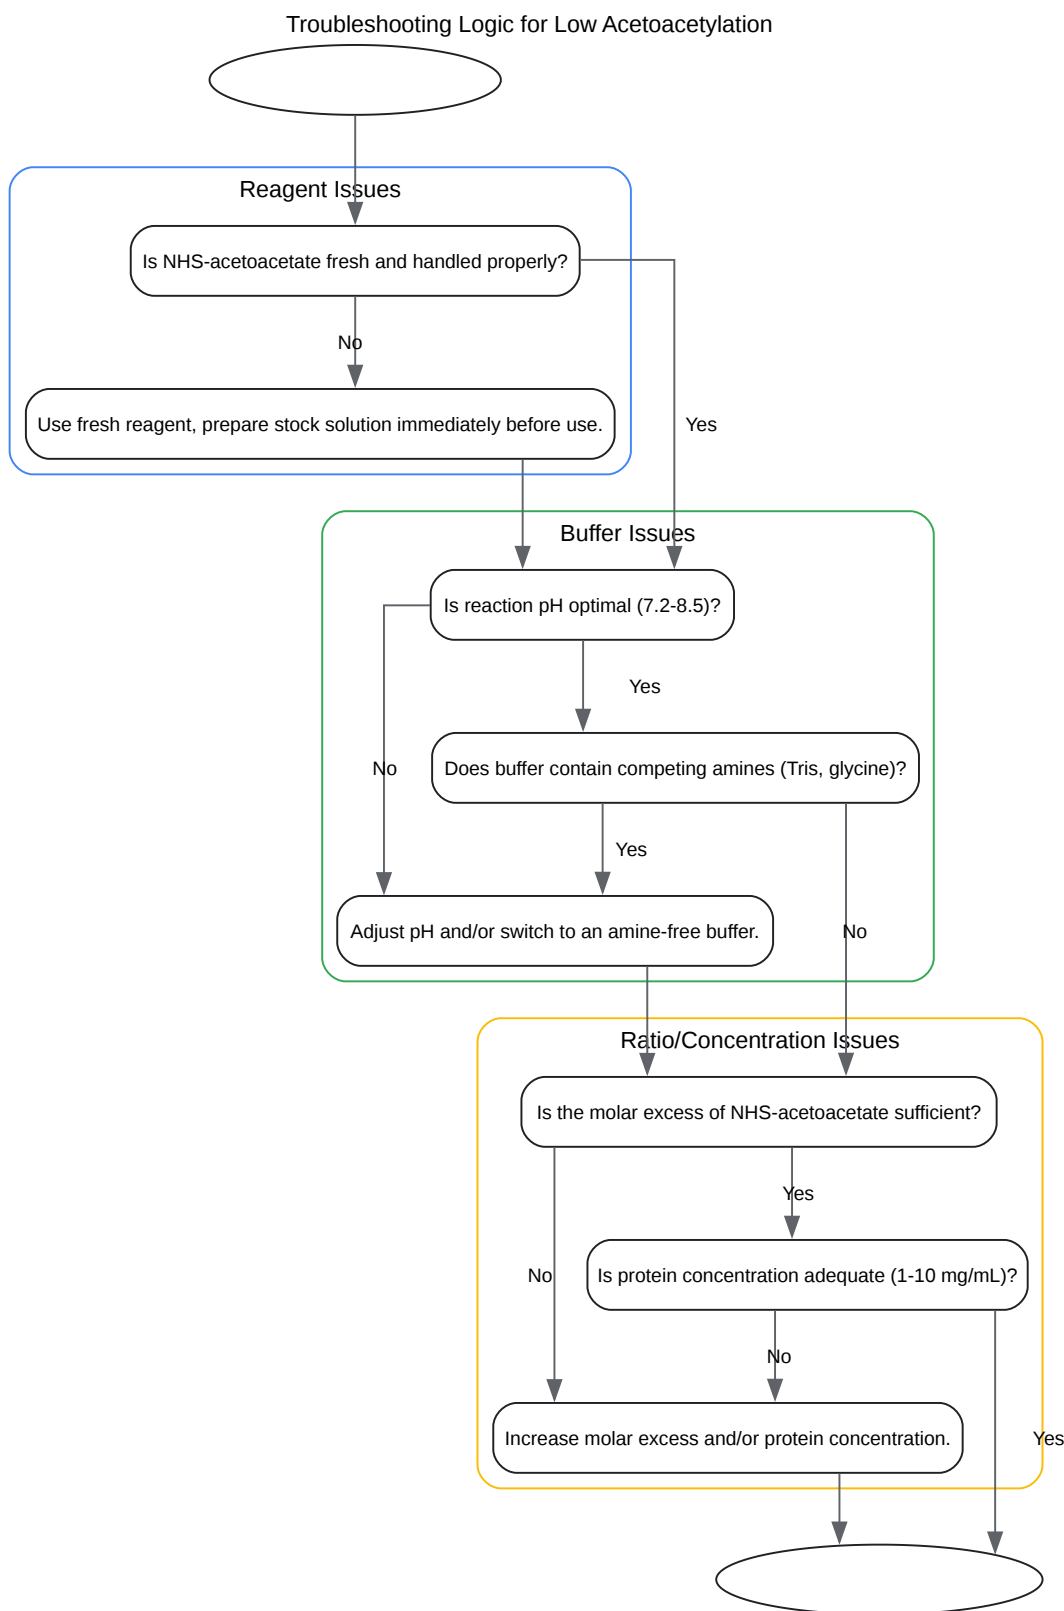 Troubleshooting Logic for Low Acetoacetylation
Reagent Issues
Is NHS-acetoacetate fresh and handled properly?
No
Use fresh reagent, prepare stock solution immediately before use.
Yes
Buffer Issues
Is reaction pH optimal (7.2-8.5)?
Yes
No
Does buffer contain competing amines (Tris, glycine)?
Yes
Adjust pH and/or switch to an amine-free buffer.
No
Ratio/Concentration Issues
Is the molar excess of NHS-acetoacetate sufficient?
Yes
No
Is protein concentration adequate (1-10 mg/mL)?
No
Increase molar excess and/or protein concentration.
Yes